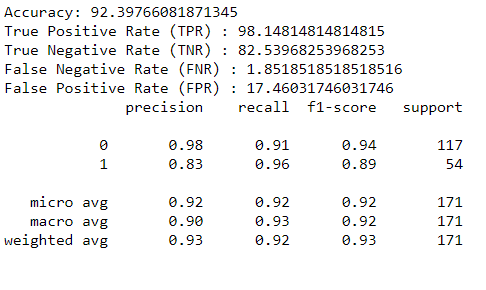 Accuracy: 92.39766081871345
True Positive Rate (TPR) : 98.14814814814815
True Negative Rate (TNR) : 82.53968253968253
False Negative Rate (FNR) : 1.8518518518518516
False Positive Rate (FPR) : 17.46031746031746
precision recall f1-score support
0 0.98 0.91 0.94 117
1 0.83 0.96 0.89 54
micro avg 0.92 0.92 0.92 171
macro avg 0.90 0.93 0.92 171
weighted avg 0.93 0.92 0.93 171